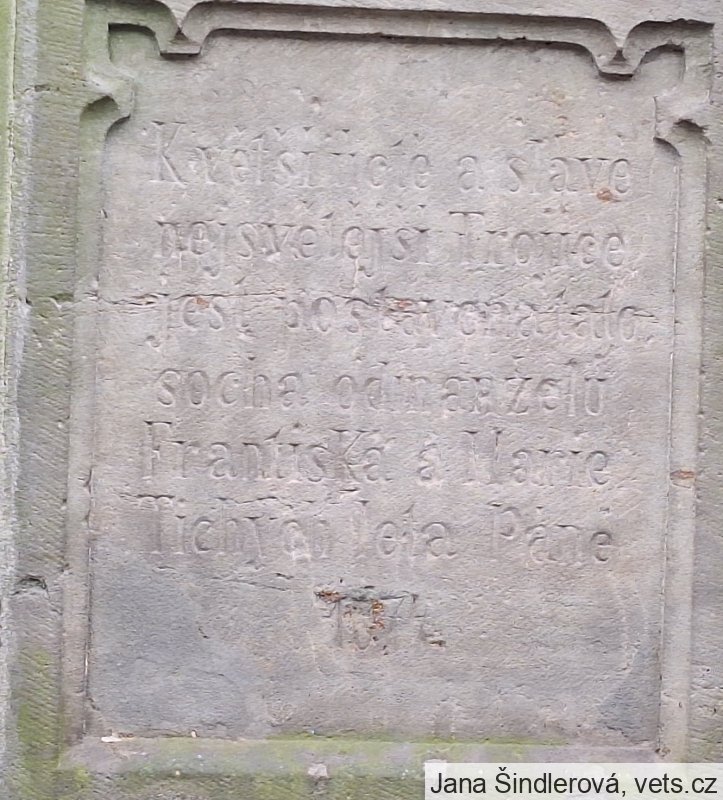 K větší úctě a slávě
nejsvětější Trojice
jest postavena tato
socha od manželů
Františka a Marie
Tichých léta Páně
Jana Šindlerová, vets.cz